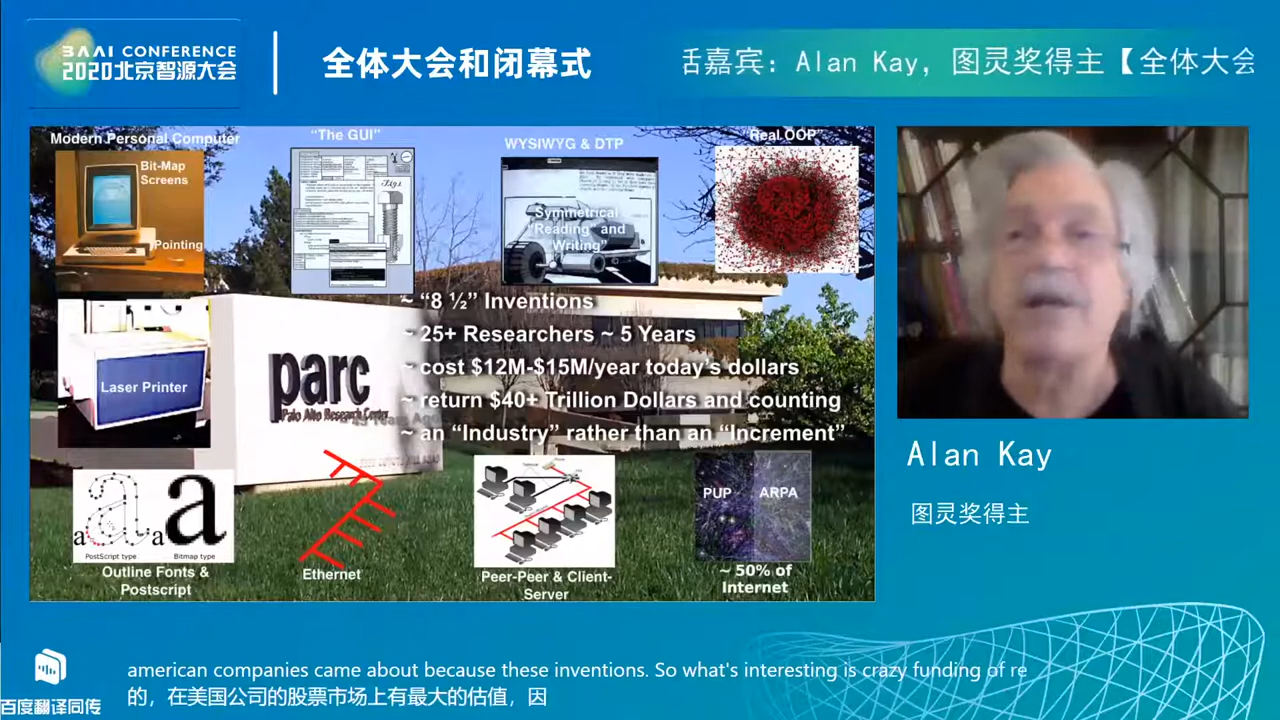 BAAI CONFERENCE
2020北京智源大会
全体大会和闭幕式
嘉宾：Alan Kay，图灵奖得主【全体大会
Modern Personal Computer
Bit-Map
Screens
Pointing
“The GUI”
WYSIWYG & DTP
Symmetrical
“Reading” and
Writing”
Real OOP”
~ “8 ½” Inventions
~ 25+ Researchers ~ 5 Years
~ cost $12M-$15M/year today’s dollars
~ return $40+ Trillion Dollars and counting
~ an “Industry” rather than an “Increment”
Laser Printer
parc
Palo Alto Research Center
a
a
PostScript type
Bitmap type
Outline Fonts &
Postscript
Ethernet
Peer-Peer & Client-
Server
PUP
ARPA
~ 50% of
Internet
Alan Kay
图灵奖得主
american companies came about because these inventions. So what's interesting is crazy funding of re
的，在美国公司的股票市场上有最大的估值，因
百度翻译同传